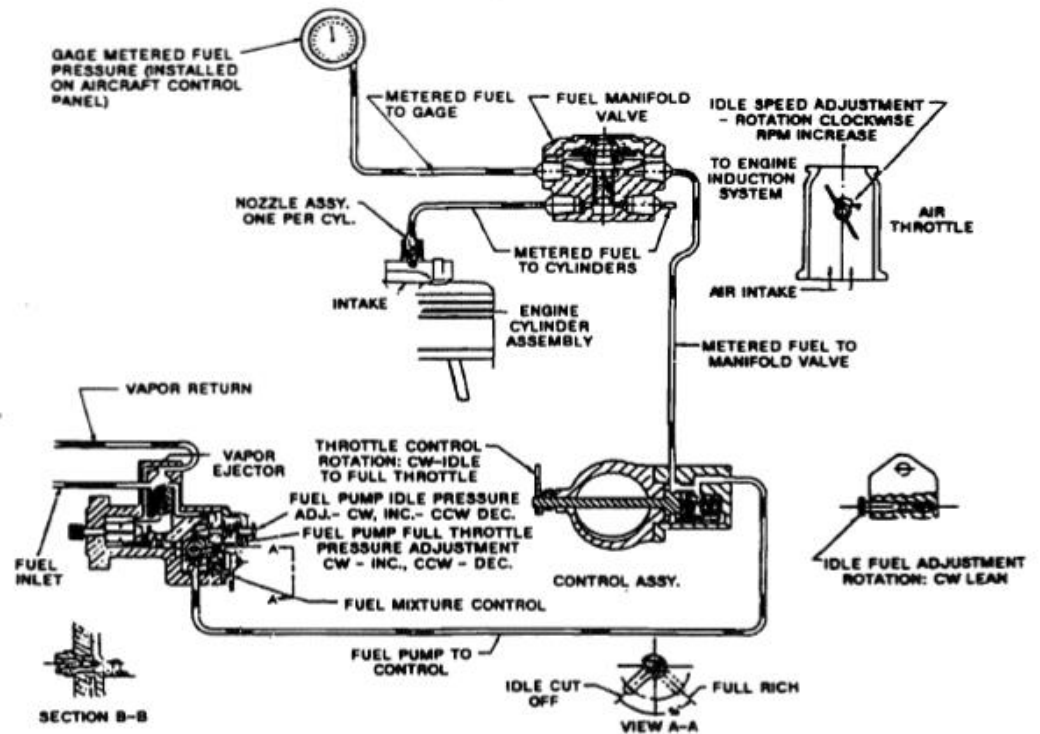 GAGE METERED FUEL
PRESSURE (INSTALLED
ON AIRCRAFT CONTROL
PANEL)
METERED FUEL
TO GAGE
FUEL MANIFOLD
VALVE
IDLE SPEED ADJUSTMENT
- ROTATION CLOCKWISE
RPM INCREASE
TO ENGINE
INDUCTION
SYSTEM
AIR
THROTTLE
NOZZLE ASSY.
ONE PER CYL.
METERED FUEL
TO CYLINDERS
AIR INTAKE
INTAKE
ENGINE
CYLINDER
ASSEMBLY
METERED FUEL TO
MANIFOLD VALVE
VAPOR RETURN
VAPOR
EJECTOR
THROTTLE CONTROL
ROTATION: CW-IDLE
TO FULL THROTTLE
FUEL PUMP IDLE PRESSURE
ADJ.- CW, INC.- CCW DEC.
FUEL PUMP FULL THROTTLE
PRESSURE ADJUSTMENT
CW - INC., CCW - DEC.
A
A
FUEL
INLET
FUEL MIXTURE CONTROL
CONTROL ASSY.
IDLE FUEL ADJUSTMENT
ROTATION: CW LEAN
FUEL PUMP TO
CONTROL
IDLE CUT
OFF
FULL RICH
VIEW A-A
SECTION B-B